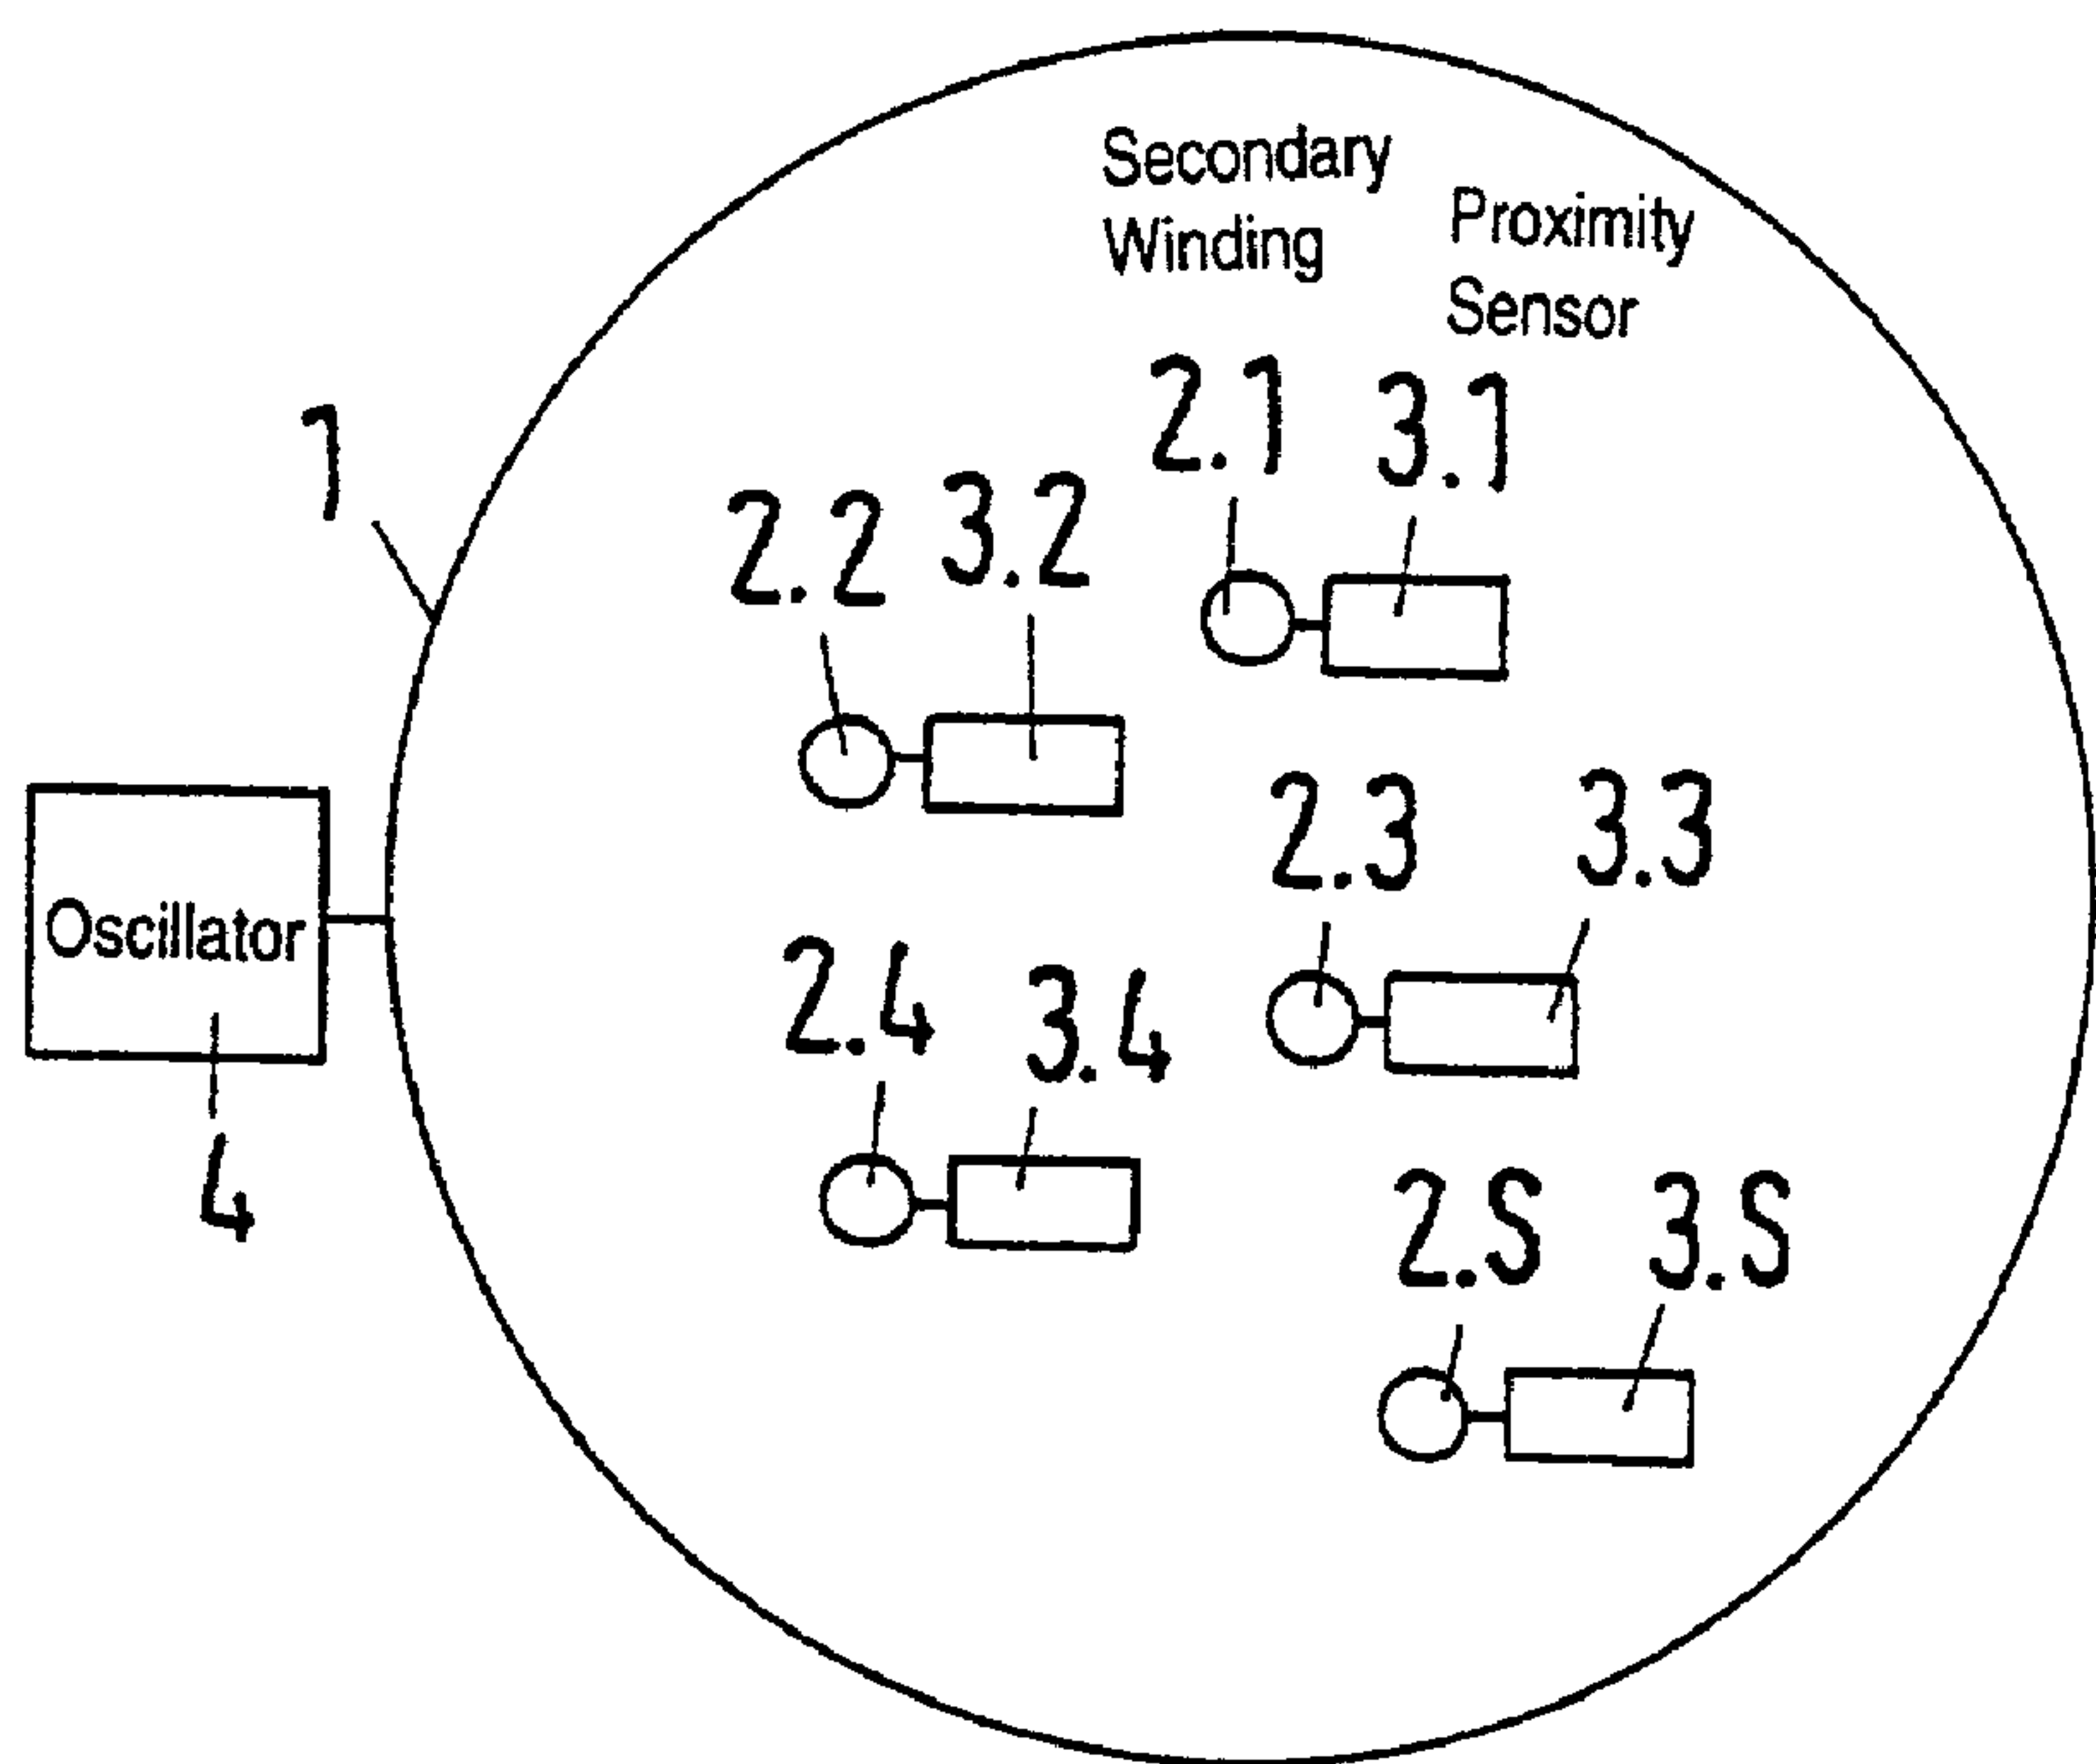 Secondary
Winding
Proximity
Sensor
2.1 3.1
1
2.2 3.2
2.3 3.3
Oscillator
2.4 3.4
4
2.S 3.S